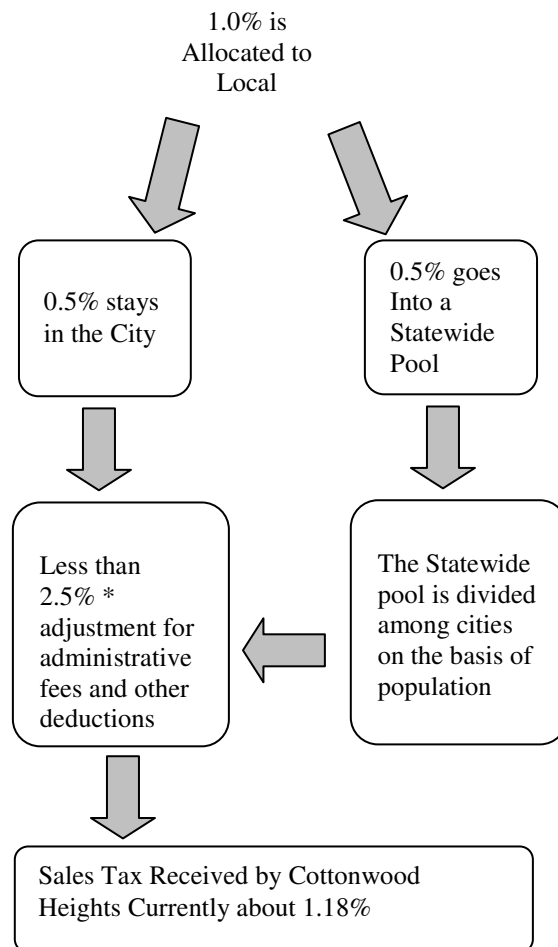 1.0% is
Allocated to
Local
0.5% stays
in the City
0.5% goes
Into a
Statewide
Pool
Less than
2.5% *
adjustment for
administrative
fees and other
deductions
The Statewide
pool is divided
among cities
on the basis of
population
Sales Tax Received by Cottonwood
Heights Currently about 1.18%